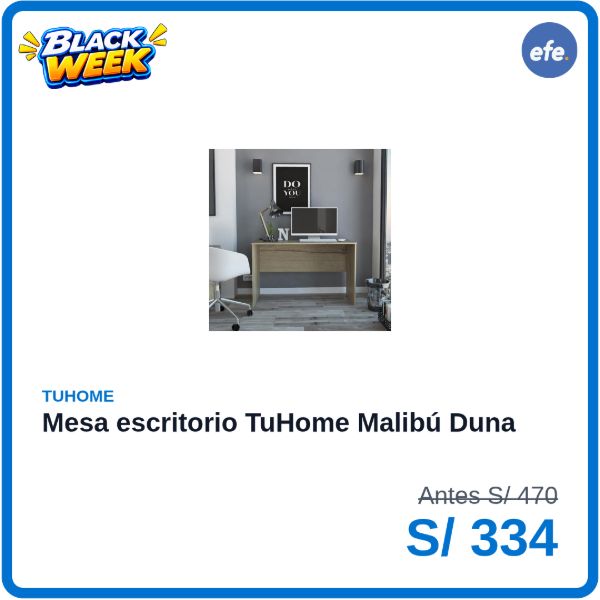 BLACK
WEEK
efe.
DO
YOU
N
TUHOME
Mesa escritorio TuHome Malibú Duna
Antes S/ 470
S/ 334